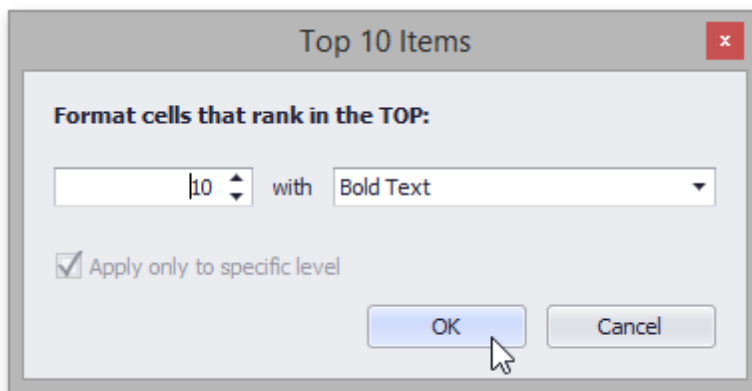 Top 10 Items
x
Format cells that rank in the TOP:
10 with Bold Text
Apply only to specific level
OK Cancel